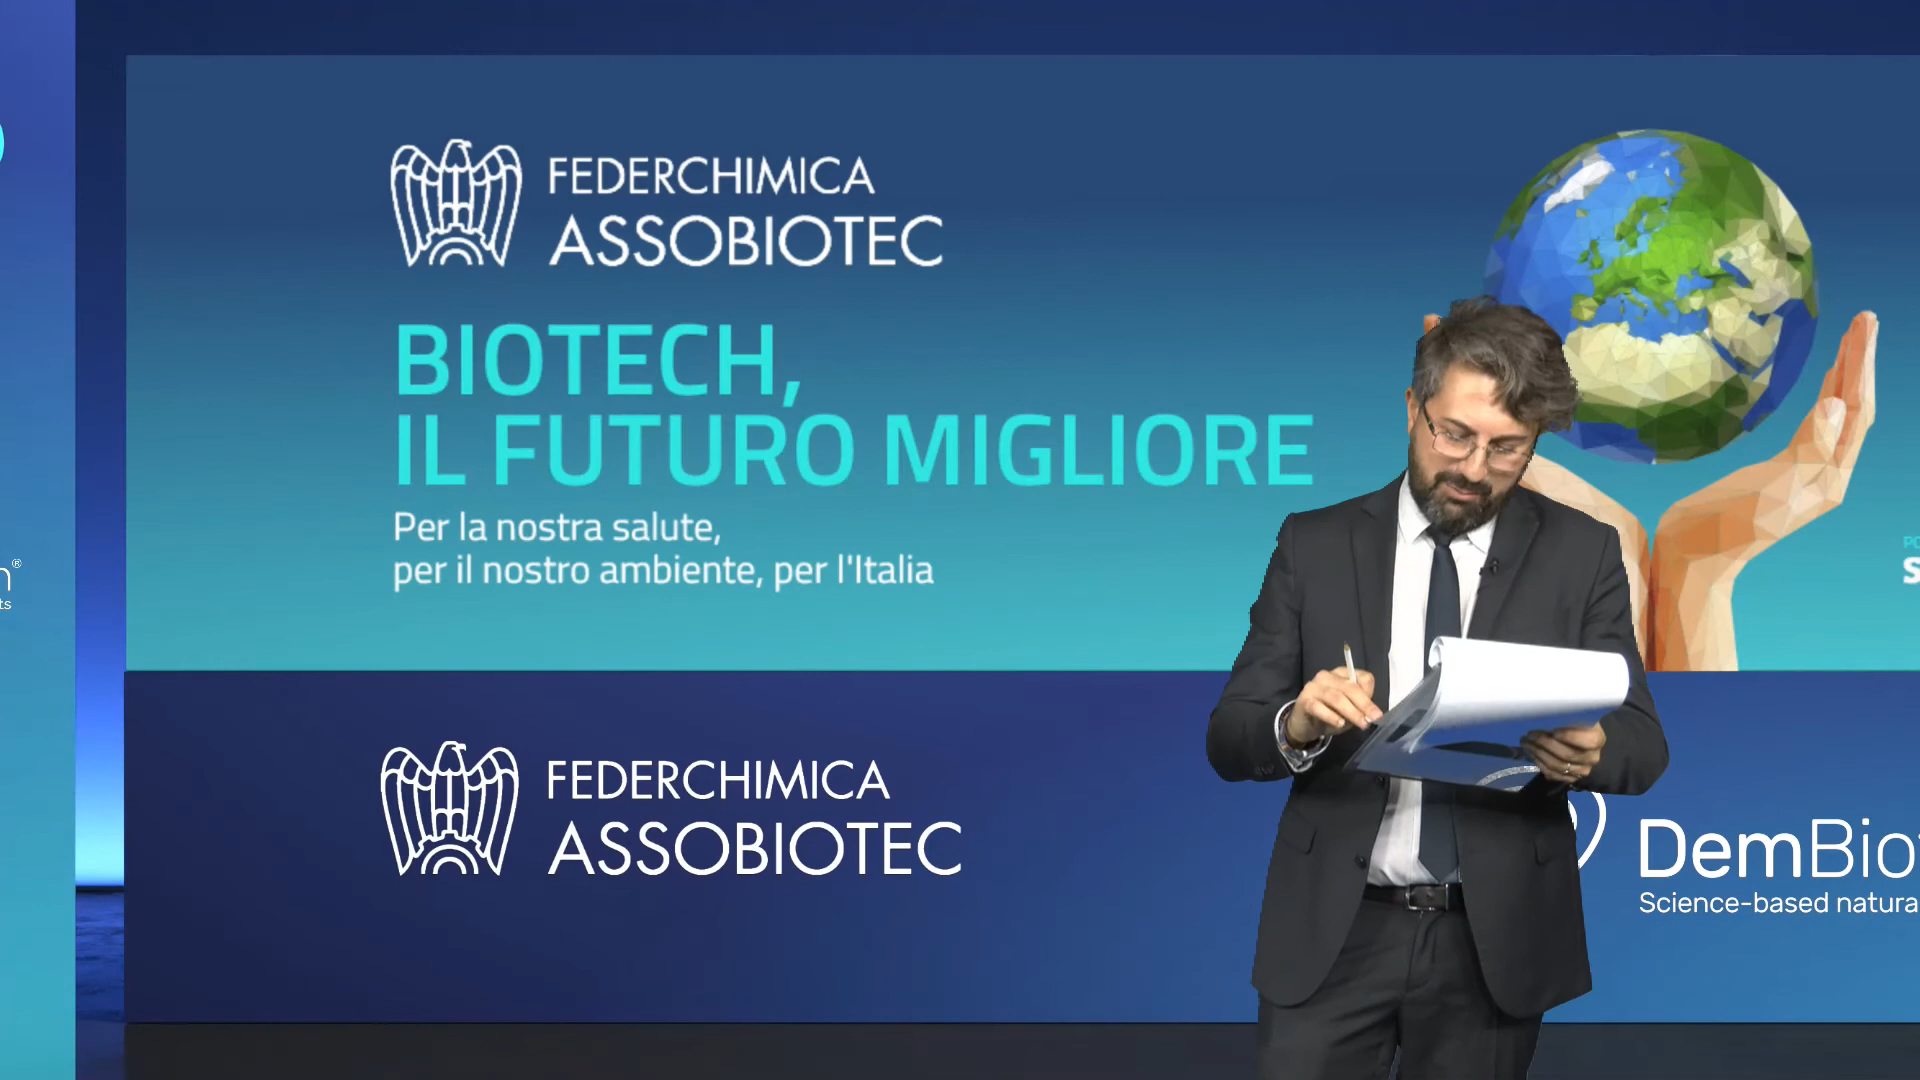 FEDERCHIMICA
ASSOBIOTEC
BIOTECH,
IL FUTURO MIGLIORE
Per la nostra salute,
per il nostro ambiente, per l'Italia
FEDERCHIMICA
ASSOBIOTEC
DemBio
Science-based natura